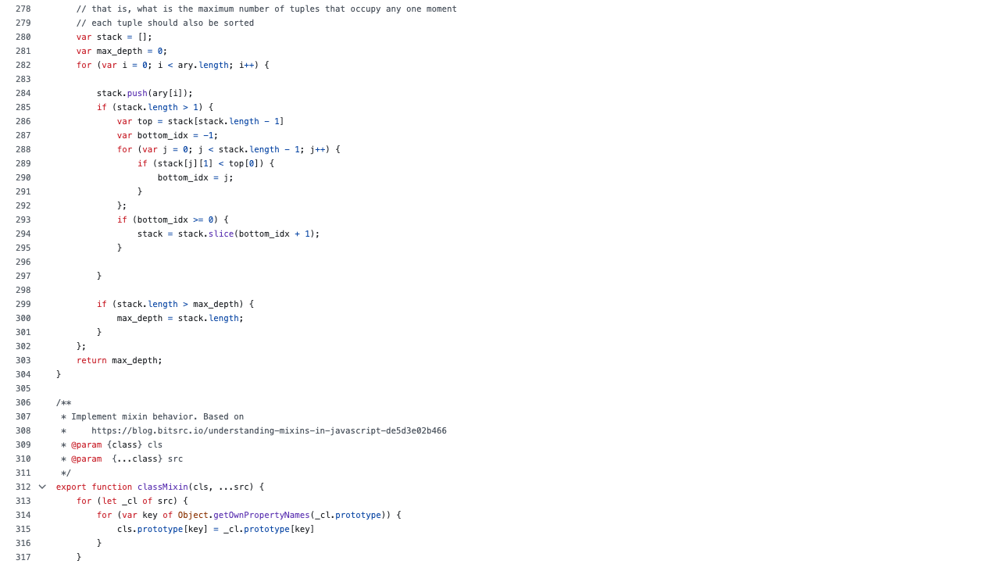 278 // that is, what is the maximum number of tuples that occupy any one moment
279 // each tuple should also be sorted
280 var stack = [];
281 var max_depth = 0;
282 for (var i = 0; i < ary.length; i++) {
283
284 stack.push(ary[i]);
285 if (stack.length > 1) {
286 var top = stack[stack.length - 1]
287 var bottom_idx = -1;
288 for (var j = 0; j < stack.length - 1; j++) {
289 if (stack[j][1] < top[0]) {
290 bottom_idx = j;
291 }
292 };
293 if (bottom_idx >= 0) {
294 stack = stack.slice(bottom_idx + 1);
295 }
296
297 }
298
299 if (stack.length > max_depth) {
300 max_depth = stack.length;
301 }
302 };
303 return max_depth;
304 }
305
306 /**
307 * Implement mixin behavior. Based on
308 * https://blog.bitsrc.io/understanding-mixins-in-javascript-de5d3e02b466
309 * @param {class} cls
310 * @param {...class} src
311 */
312 export function classMixin(cls, ...src) {
313 for (let _cl of src) {
314 for (var key of Object.getOwnPropertyNames(_cl.prototype)) {
315 cls.prototype[key] = _cl.prototype[key]
316 }
317 }